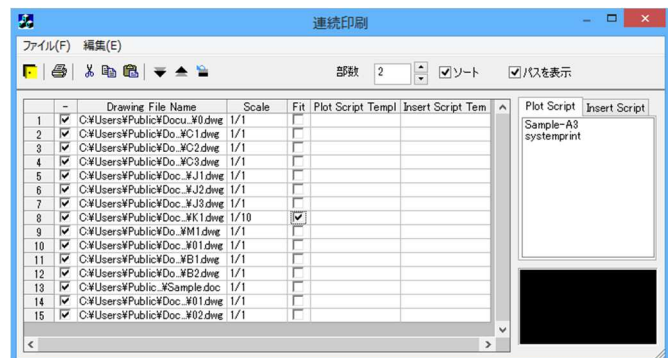 連続印刷
ファイル(F) 編集(E)
部数 2 ソート パスを表示
- Drawing File Name Scale Fit Plot Script Templ Insert Script Tem
1 C:¥Users¥Public¥Docu...¥0.dwg 1/1
2 C:¥Users¥Public¥Do...¥C1.dwg 1/1
3 C:¥Users¥Public¥Do...¥C2.dwg 1/1
4 C:¥Users¥Public¥Do...¥C3.dwg 1/1
5 C:¥Users¥Public¥Doc...¥J1.dwg 1/1
6 C:¥Users¥Public¥Doc...¥J2.dwg 1/1
7 C:¥Users¥Public¥Doc...¥J3.dwg 1/1
8 C:¥Users¥Public¥Doc...¥K1.dwg 1/10
9 C:¥Users¥Public¥Do...¥M1.dwg 1/1
10 C:¥Users¥Public¥Doc...¥01.dwg 1/1
11 C:¥Users¥Public¥Do...¥B1.dwg 1/1
12 C:¥Users¥Public¥Do...¥B2.dwg 1/1
13 C:¥Users¥Public...¥Sample.doc 1/1
14 C:¥Users¥Public¥Doc...¥01.dwg 1/1
15 C:¥Users¥Public¥Doc...¥02.dwg 1/1
Plot Script Insert Script
Sample-A3
systemprint